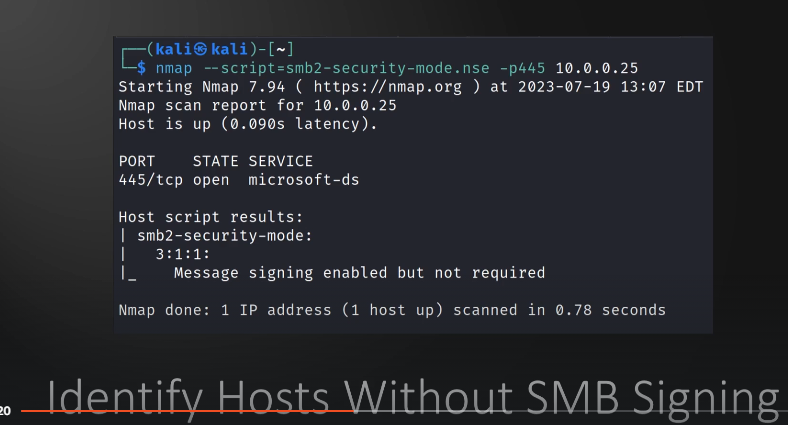 ┌──(kali㉿kali)-[~]
└─$ nmap --script=smb2-security-mode.nse -p445 10.0.0.25
Starting Nmap 7.94 ( https://nmap.org ) at 2023-07-19 13:07 EDT
Nmap scan report for 10.0.0.25
Host is up (0.090s latency).
PORT    STATE SERVICE
445/tcp open  microsoft-ds
Host script results:
| smb2-security-mode:
|   3:1:1:
|_    Message signing enabled but not required
Nmap done: 1 IP address (1 host up) scanned in 0.78 seconds
Identify Hosts Without SMB Signing
20